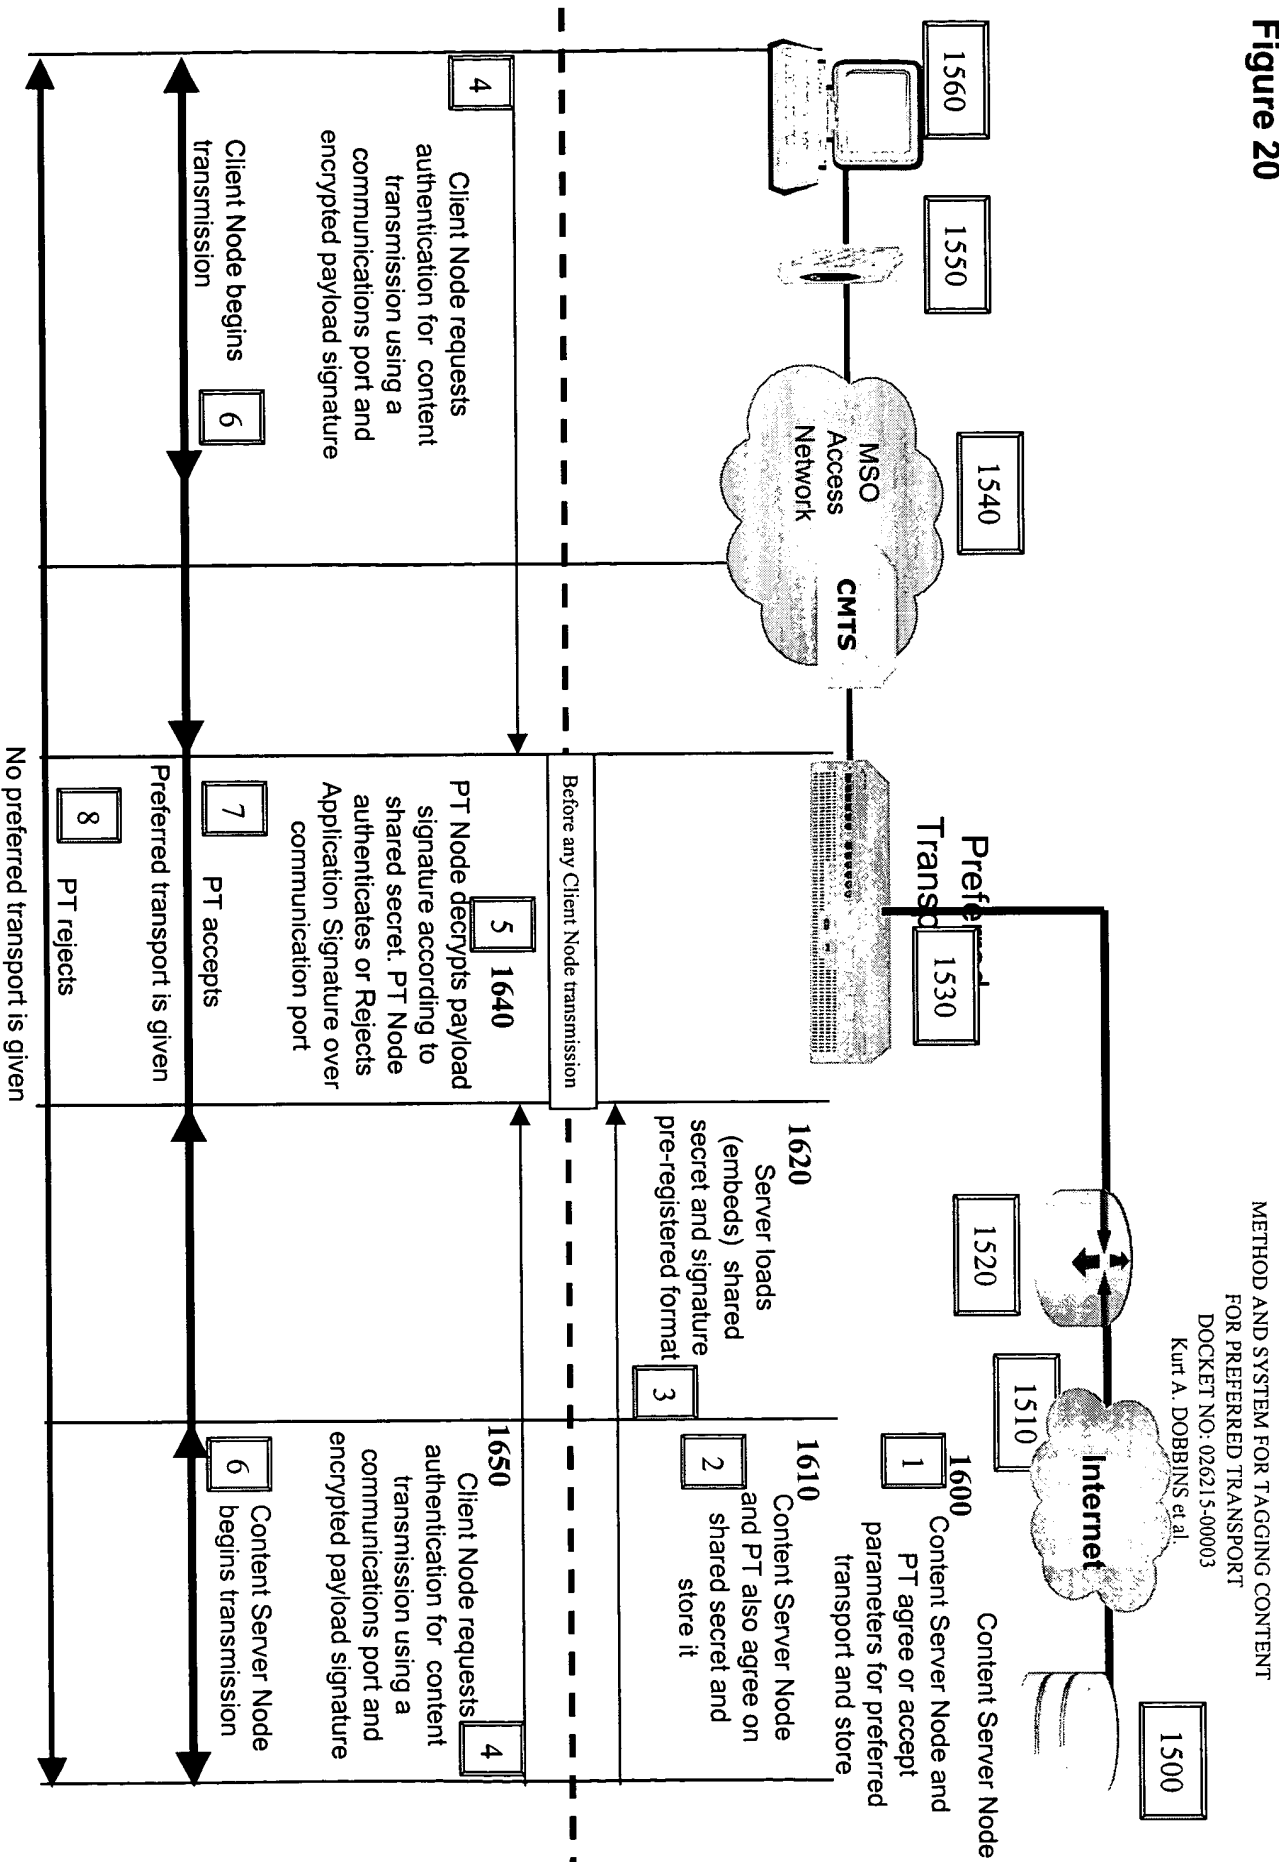 METHOD AND SYSTEM FOR TAGGING CONTENT
FOR PREFERRED TRANSPORT
DOCKET NO: 026215-00003
Kurt A. DOBBINS et al.
Figure 20
1560
1550
1540
MSO
Access
Network
CMTS
Preferred
Transp
1530
1520
1510
Internet
1500
Content Server Node
1600
1
Content Server Node and
PT agree or accept
parameters for preferred
transport and store
1610
2
Content Server Node
and PT also agree on
shared secret and
store it
1620
Server loads
(embeds) shared
secret and signature
pre-registered format
3
Before any Client Node transmission
4
Client Node requests
authentication for content
transmission using a
communications port and
encrypted payload signature
5
1640
PT Node decrypts payload
signature according to
shared secret. PT Node
authenticates or Rejects
Application Signature over
communication port
1650
Client Node requests
authentication for content
transmission using a
communications port and
encrypted payload signature
4
Client Node begins
transmission
6
7
PT accepts
Preferred transport is given
6
Content Server Node
begins transmission
8
PT rejects
No preferred transport is given